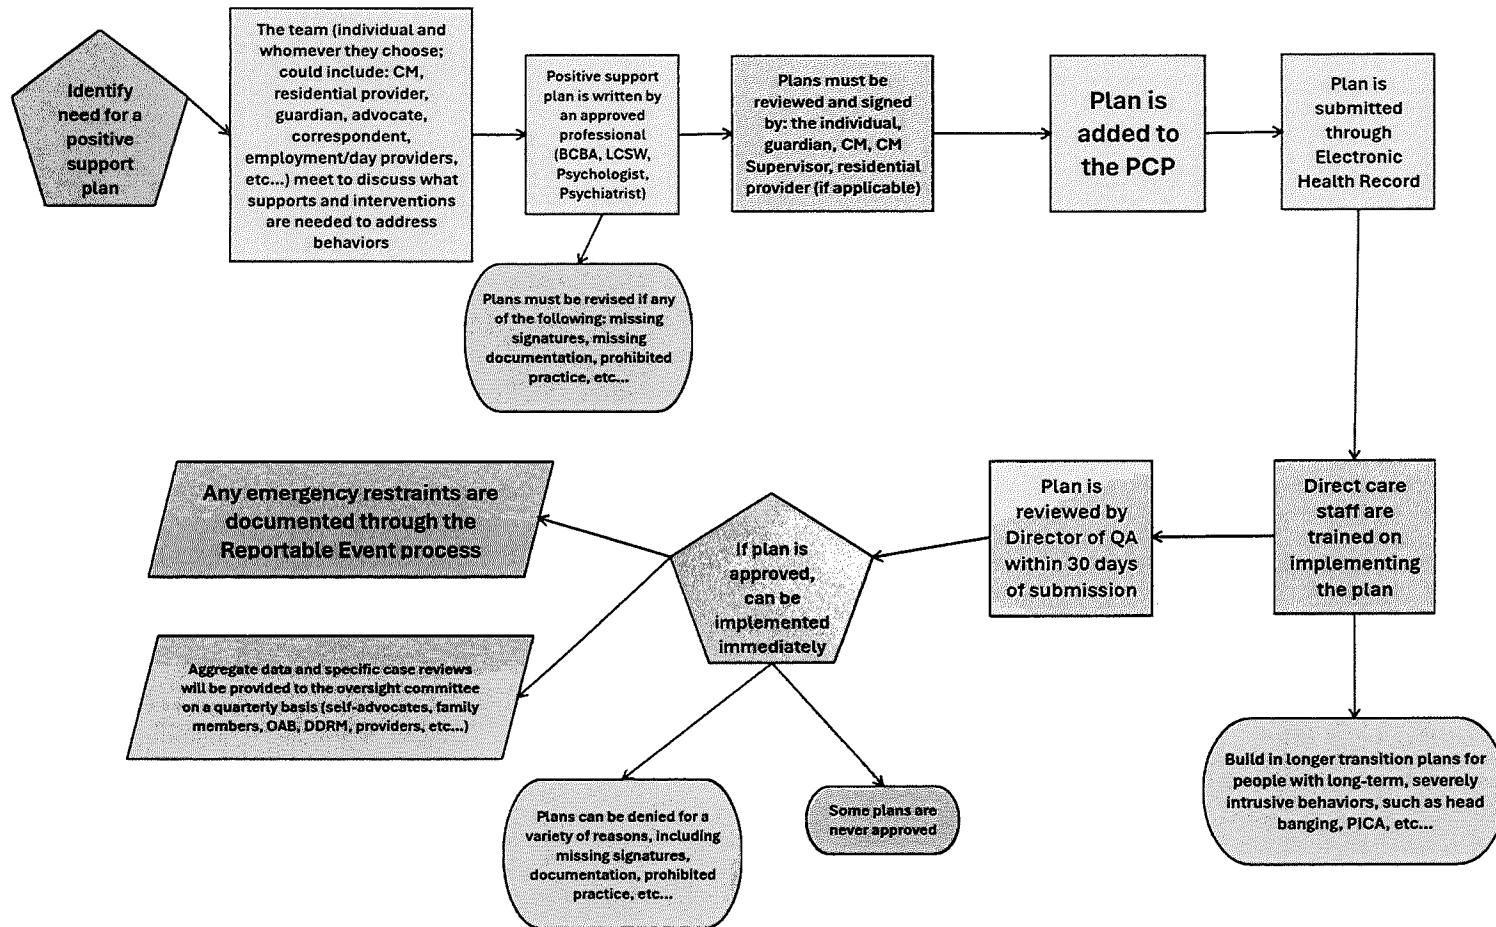 Identify
need for a
positive
support
plan
The team (individual and
whomever they choose;
could include: CM,
residential provider,
guardian, advocate,
correspondent,
employment/day providers,
etc...) meet to discuss what
supports and interventions
are needed to address
behaviors
Positive support
plan is written by
an approved
professional
(BCBA, LCSW,
Psychologist,
Psychiatrist)
Plans must be
reviewed and signed
by: the individual,
guardian, CM, CM
Supervisor, residential
provider (if applicable)
Plan is
added to
the PCP
Plan is
submitted
through
Electronic
Health Record
Plans must be revised if any
of the following: missing
signatures, missing
documentation, prohibited
practice, etc...
Direct care
staff are
trained on
implementing
the plan
Plan is
reviewed by
Director of QA
within 30 days
of submission
If plan is
approved,
can be
implemented
immediately
Any emergency restraints are
documented through the
Reportable Event process
Aggregate data and specific case reviews
will be provided to the oversight committee
on a quarterly basis (self-advocates, family
members, OAB, DDRM, providers, etc...)
Plans can be denied for a
variety of reasons, including
missing signatures,
documentation, prohibited
practice, etc...
Some plans are
never approved
Build in longer transition plans for
people with long-term, severely
intrusive behaviors, such as head
banging, PICA, etc...